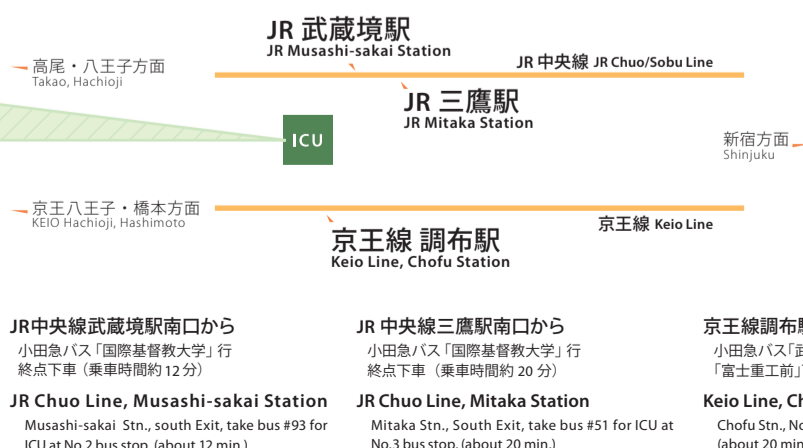 JR 武蔵境駅
JR Musashi-sakai Station
高尾・八王子方面
Takao, Hachioji
JR 中央線 JR Chuo/Sobu Line
JR 三鷹駅
JR Mitaka Station
ICU
新宿方面
Shinjuku
京王八王子・橋本方面
KEIO Hachioji, Hashimoto
京王線 Keio Line
京王線 調布駅
Keio Line, Chofu Station
JR中央線武蔵境駅南口から
小田急バス「国際基督教大学」行
終点下車（乗車時間約12分）
JR Chuo Line, Musashi-sakai Station
Musashi-sakai Stn., south Exit, take bus #93 for
ICU at No.2 bus stop. (about 12 min.)
JR 中央線三鷹駅南口から
小田急バス「国際基督教大学」行
終点下車（乗車時間約 20 分）
JR Chuo Line, Mitaka Station
Mitaka Stn., South Exit, take bus #51 for ICU at
No.3 bus stop. (about 20 min.)
京王線調布
小田急バス「武
「富士重工前」
Keio Line, Ch
Chofu Stn., No
(about 20 min